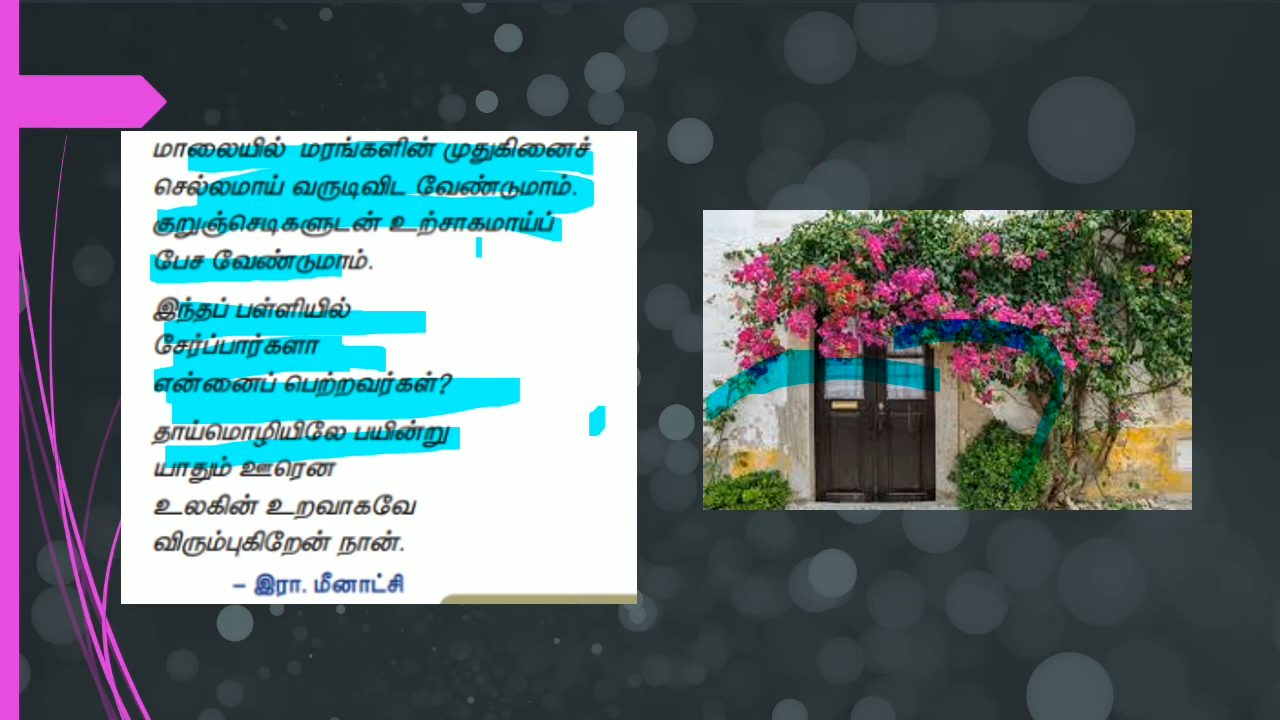 மாலையில் மரங்களின் முதுகினைச்
செல்லமாய் வருடிவிட வேண்டுமாம்.
குறுஞ்செடிகளுடன் உற்சாகமாய்ப்
பேச வேண்டுமாம்.
இந்தப் பள்ளியில்
சேர்ப்பார்களா
என்னைப் பெற்றவர்கள்?
தாய்மொழியிலே பயின்று
யாதும் ஊரென
உலகின் உறவாகவே
விரும்புகிறேன் நான்.
– இரா. மீனாட்சி